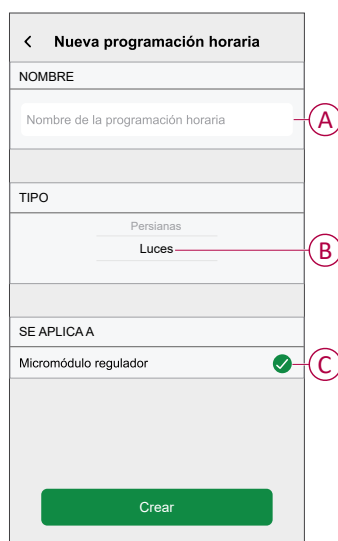 Nueva programación horaria
NOMBRE
Nombre de la programación horaria
A
TIPO
Persianas
Luces
B
SE APLICA A
Micromódulo regulador
C
Crear